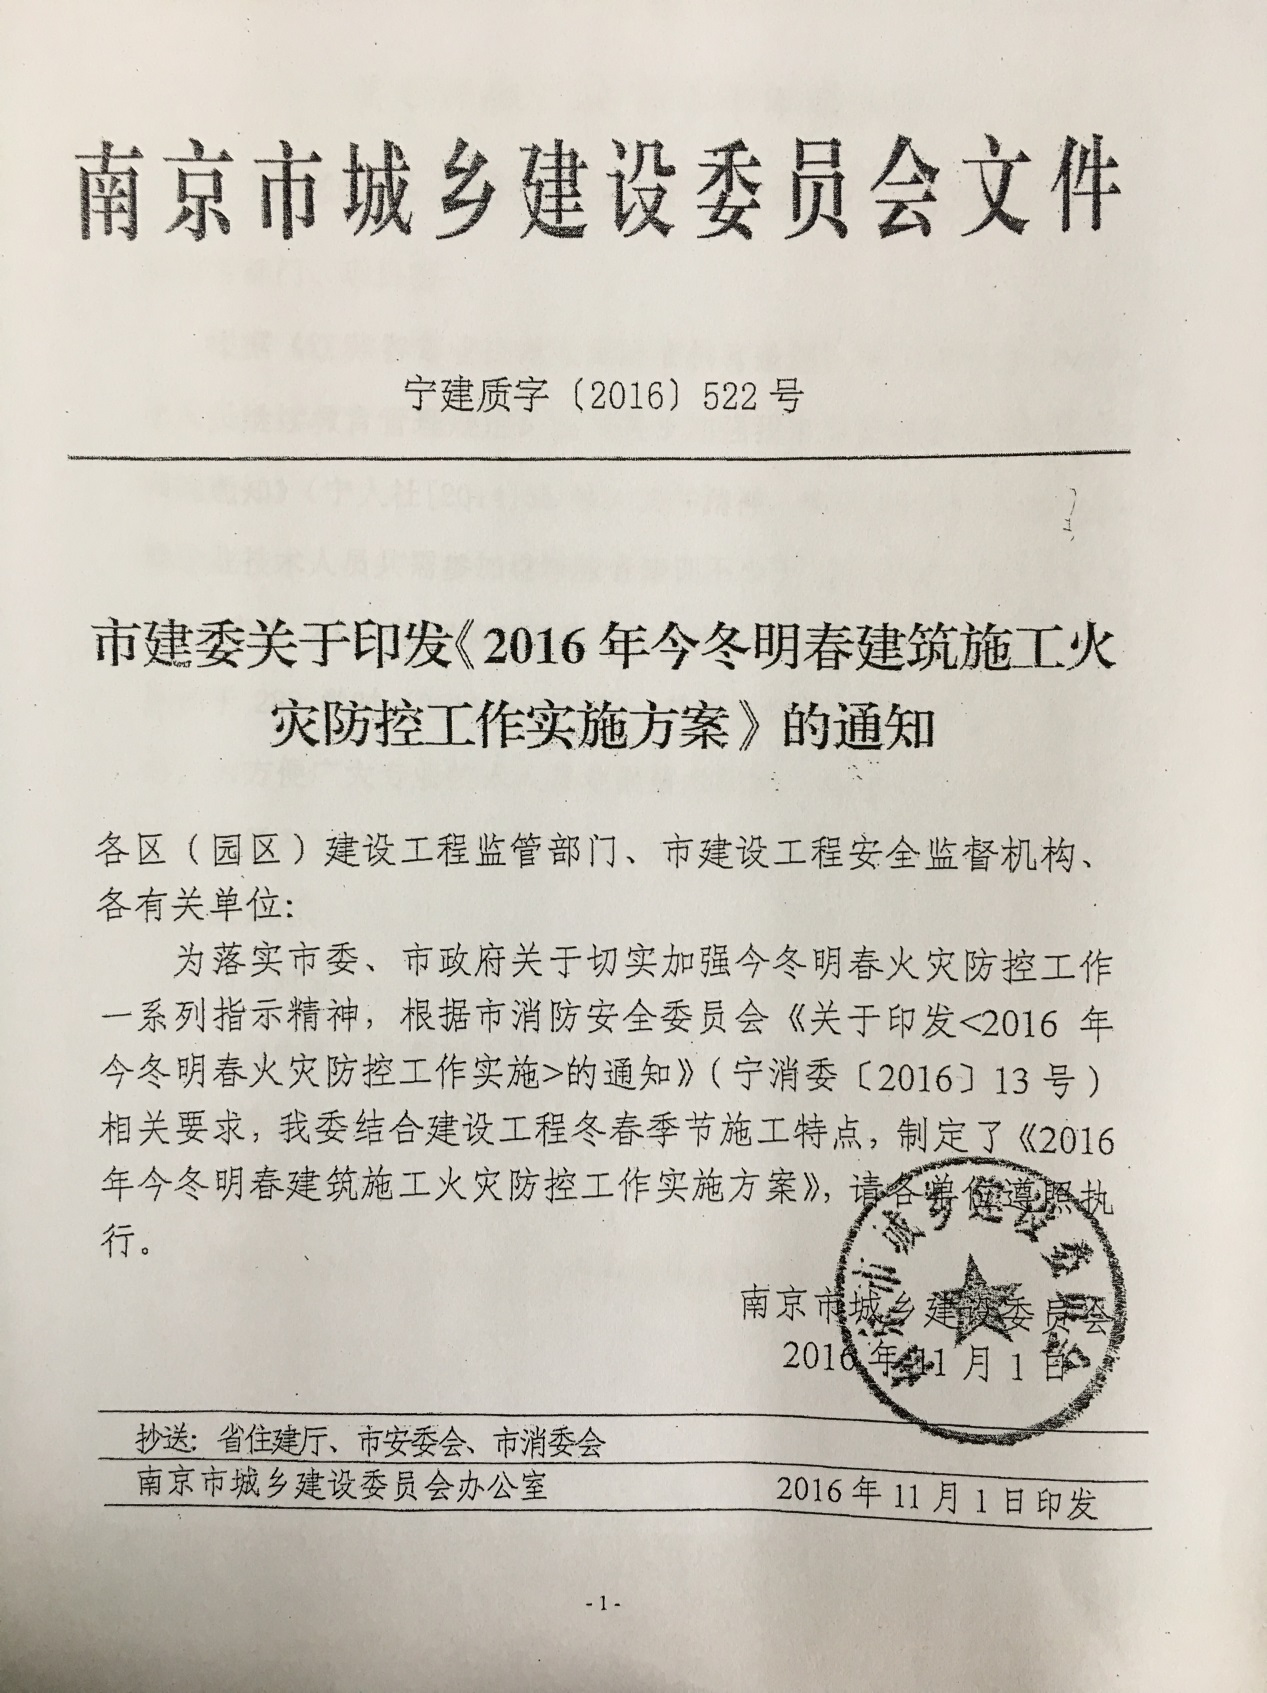 南京市城乡建设委员会文件
宁建质字〔2016〕522号
市建委关于印发《2016年今冬明春建筑施工火
灾防控工作实施方案》的通知
各区（园区）建设工程监管部门、市建设工程安全监督机构、
各有关单位：
为落实市委、市政府关于切实加强今冬明春火灾防控工作
一系列指示精神，根据市消防安全委员会《关于印发<2016 年
今冬明春火灾防控工作实施>的通知》（宁消委〔2016〕13号）
相关要求，我委结合建设工程冬春季节施工特点，制定了《2016
年今冬明春建筑施工火灾防控工作实施方案》，请各单位遵照执
行。
南京市城乡建设委员会
2016年11月1日
南京市城乡建设委员会
抄送：省住建厅、市安委会、市消委会
南京市城乡建设委员会办公室 2016年11月1日印发
- 1 -